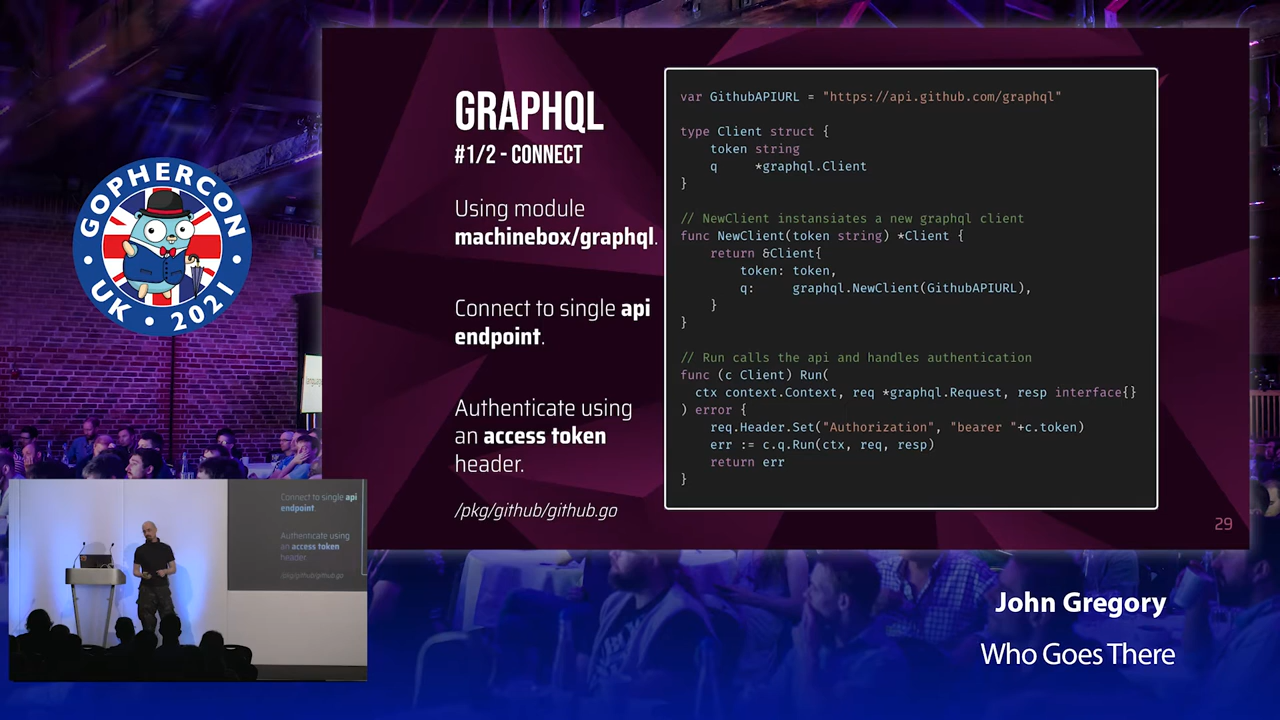 GOPHERCON
UK • 2021
GRAPHQL
#1/2 - CONNECT
Using module
machinebox/graphql.
Connect to single api
endpoint.
Authenticate using
an access token
header.
/pkg/github/github.go
var GithubAPIURL = "https://api.github.com/graphql"
type Client struct {
    token string
    q     *graphql.Client
}
// NewClient instansiates a new graphql client
func NewClient(token string) *Client {
    return &Client{
        token: token,
        q:     graphql.NewClient(GithubAPIURL),
    }
}
// Run calls the api and handles authentication
func (c Client) Run(
  ctx context.Context, req *graphql.Request, resp interface{}
) error {
    req.Header.Set("Authorization", "bearer "+c.token)
    err := c.q.Run(ctx, req, resp)
    return err
}
29
Connect to single api
endpoint.
Authenticate using
an access token
header.
/pkg/github/github.go
John Gregory
Who Goes There